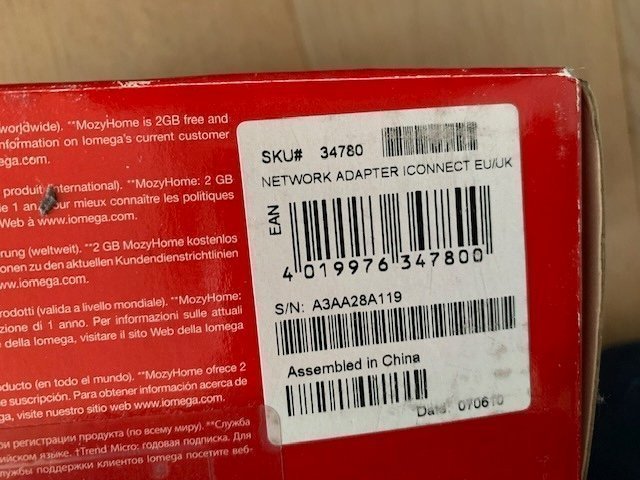 worldwide). **MozyHome is 2GB free and
nformation on Iomega's current customer
ega.com.
produit international). **MozyHome: 2 GB
e 1 an. Pour mieux connaître les politiques
Web à www.iomega.com.
rung (weltweit). **2 GB MozyHome kostenlos
onen zu den aktuellen Kundendienstrichtlinien
www.iomega.com.
rodotti (valida a livello mondiale). **MozyHome:
zione di 1 anno. Per informazioni sulle attuali
della Iomega, visitare il sito Web della Iomega
ducto (en todo el mundo). **MozyHome ofrece 2
e suscripción. Para obtener información acerca de
ga, visite nuestro sitio web www.iomega.com.
ри регистрации продукта (по всему миру). **Служба
ийском языке. †Trend Micro: годовая подписка. Для
лужбы поддержки клиентов Iomega посетите веб-
SKU# 34780
NETWORK ADAPTER ICONNECT EU/UK
EAN
4 019976 347800
S/N: A3AA28A119
Assembled in China
Date: 070610